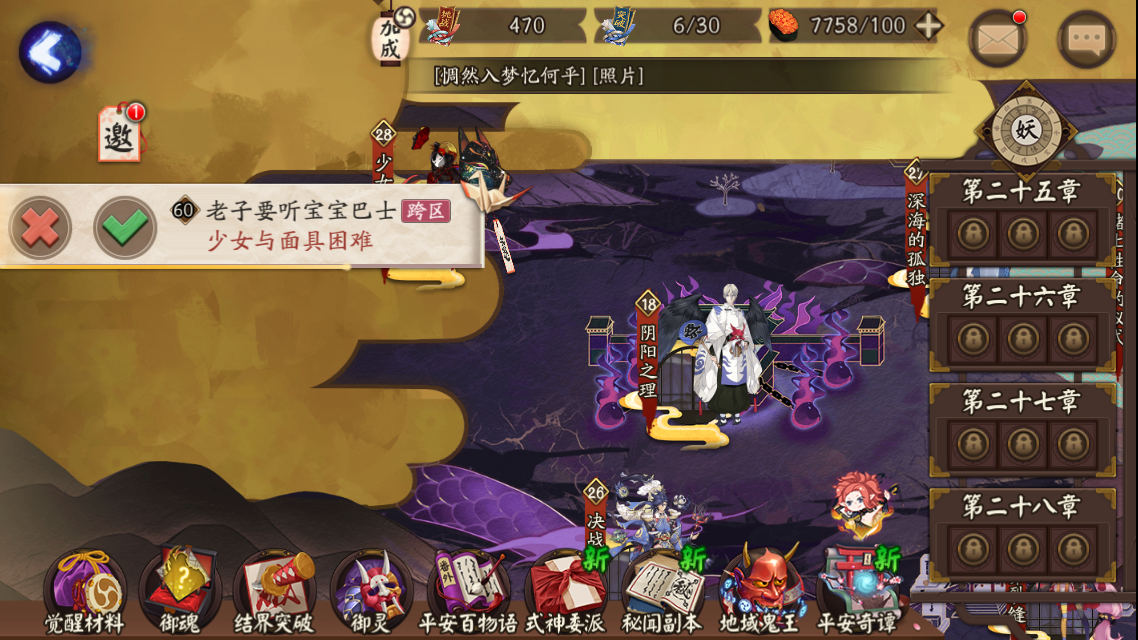 加成
470
6/30
7758/100
[惆然入梦忆何乎] [照片]
邀
1
妖
28
少女
60
老子要听宝宝巴士
跨区
少女与面具困难
深海的孤独
第二十五章
第二十六章
第二十七章
第二十八章
18
阴阳之理
26
决战
新
新
新
觉醒材料
御魂
结界突破
御灵
番外
平安百物语
式神委派
秘闻副本
地域鬼王
平安奇谭